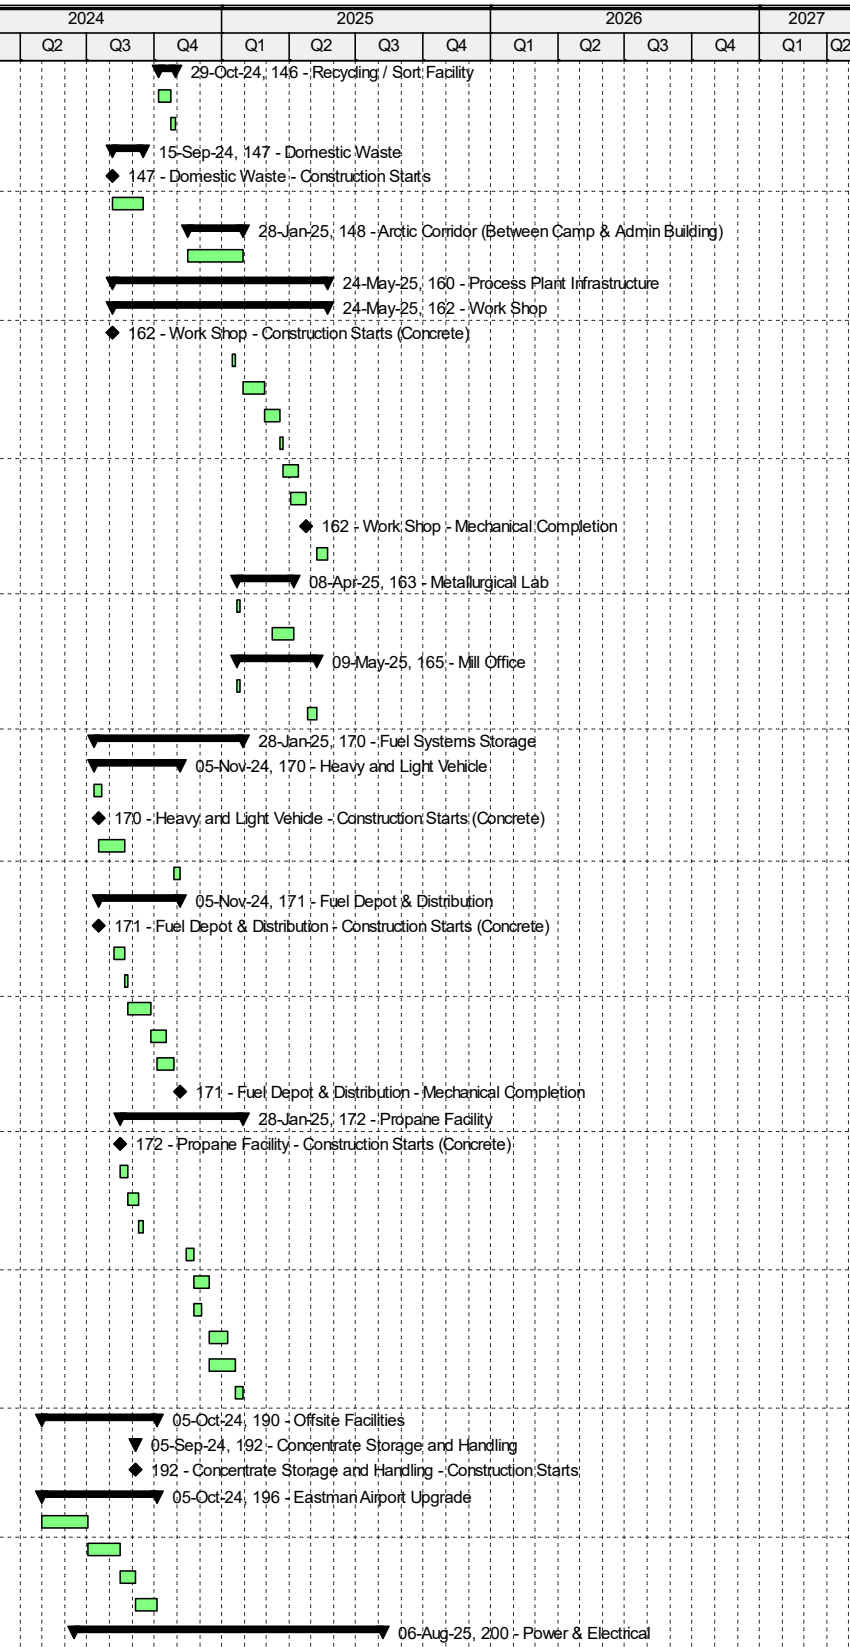 2024 2025 2026 2027
Q2 Q3 Q4 Q1 Q2 Q3 Q4 Q1 Q2 Q3 Q4 Q1 Q2
29-Oct-24, 146 - Recycling / Sort Facility
15-Sep-24, 147 - Domestic Waste
147 - Domestic Waste - Construction Starts
28-Jan-25, 148 - Arctic Corridor (Between Camp & Admin Building)
24-May-25, 160 - Process Plant Infrastructure
24-May-25, 162 - Work Shop
162 - Work Shop - Construction Starts (Concrete)
162 - Work Shop - Mechanical Completion
08-Apr-25, 163 - Metallurgical Lab
09-May-25, 165 - Mill Office
28-Jan-25, 170 - Fuel Systems Storage
05-Nov-24, 170 - Heavy and Light Vehicle
170 - Heavy and Light Vehicle - Construction Starts (Concrete)
05-Nov-24, 171 - Fuel Depot & Distribution
171 - Fuel Depot & Distribution - Construction Starts (Concrete)
171 - Fuel Depot & Distribution - Mechanical Completion
28-Jan-25, 172 - Propane Facility
172 - Propane Facility - Construction Starts (Concrete)
05-Oct-24, 190 - Offsite Facilities
05-Sep-24, 192 - Concentrate Storage and Handling
192 - Concentrate Storage and Handling - Construction Starts
05-Oct-24, 196 - Eastman Airport Upgrade
06-Aug-25, 200 - Power & Electrical